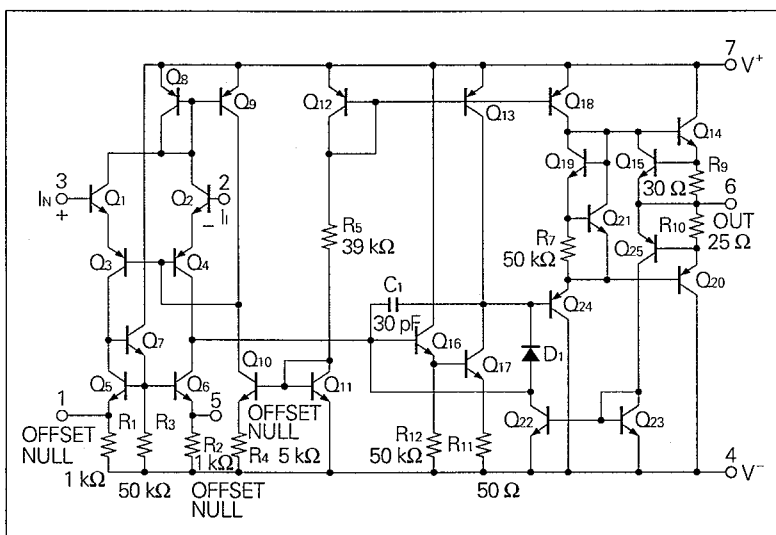 7 V+
Q8 Q9 Q12 Q13 Q18
Q14
3 2
IN Q1 Q2 II
+ −
Q19 Q15 R9
30 Ω 6
OUT
R5
39 kΩ
Q21 R10
R7 Q25 25 Ω
50 kΩ
Q3 Q4
C1
30 pF
Q24 Q20
Q7
Q16 Q17 D1
Q5 Q6 Q10 Q11
1 5
OFFSET NULL
Q22 Q23
OFFSET
NULL
R1 R3 R2 R4 5 kΩ
R12 R11
1 kΩ 50 kΩ 1 kΩ
50 kΩ 50 Ω
4 V−
OFFSET
NULL